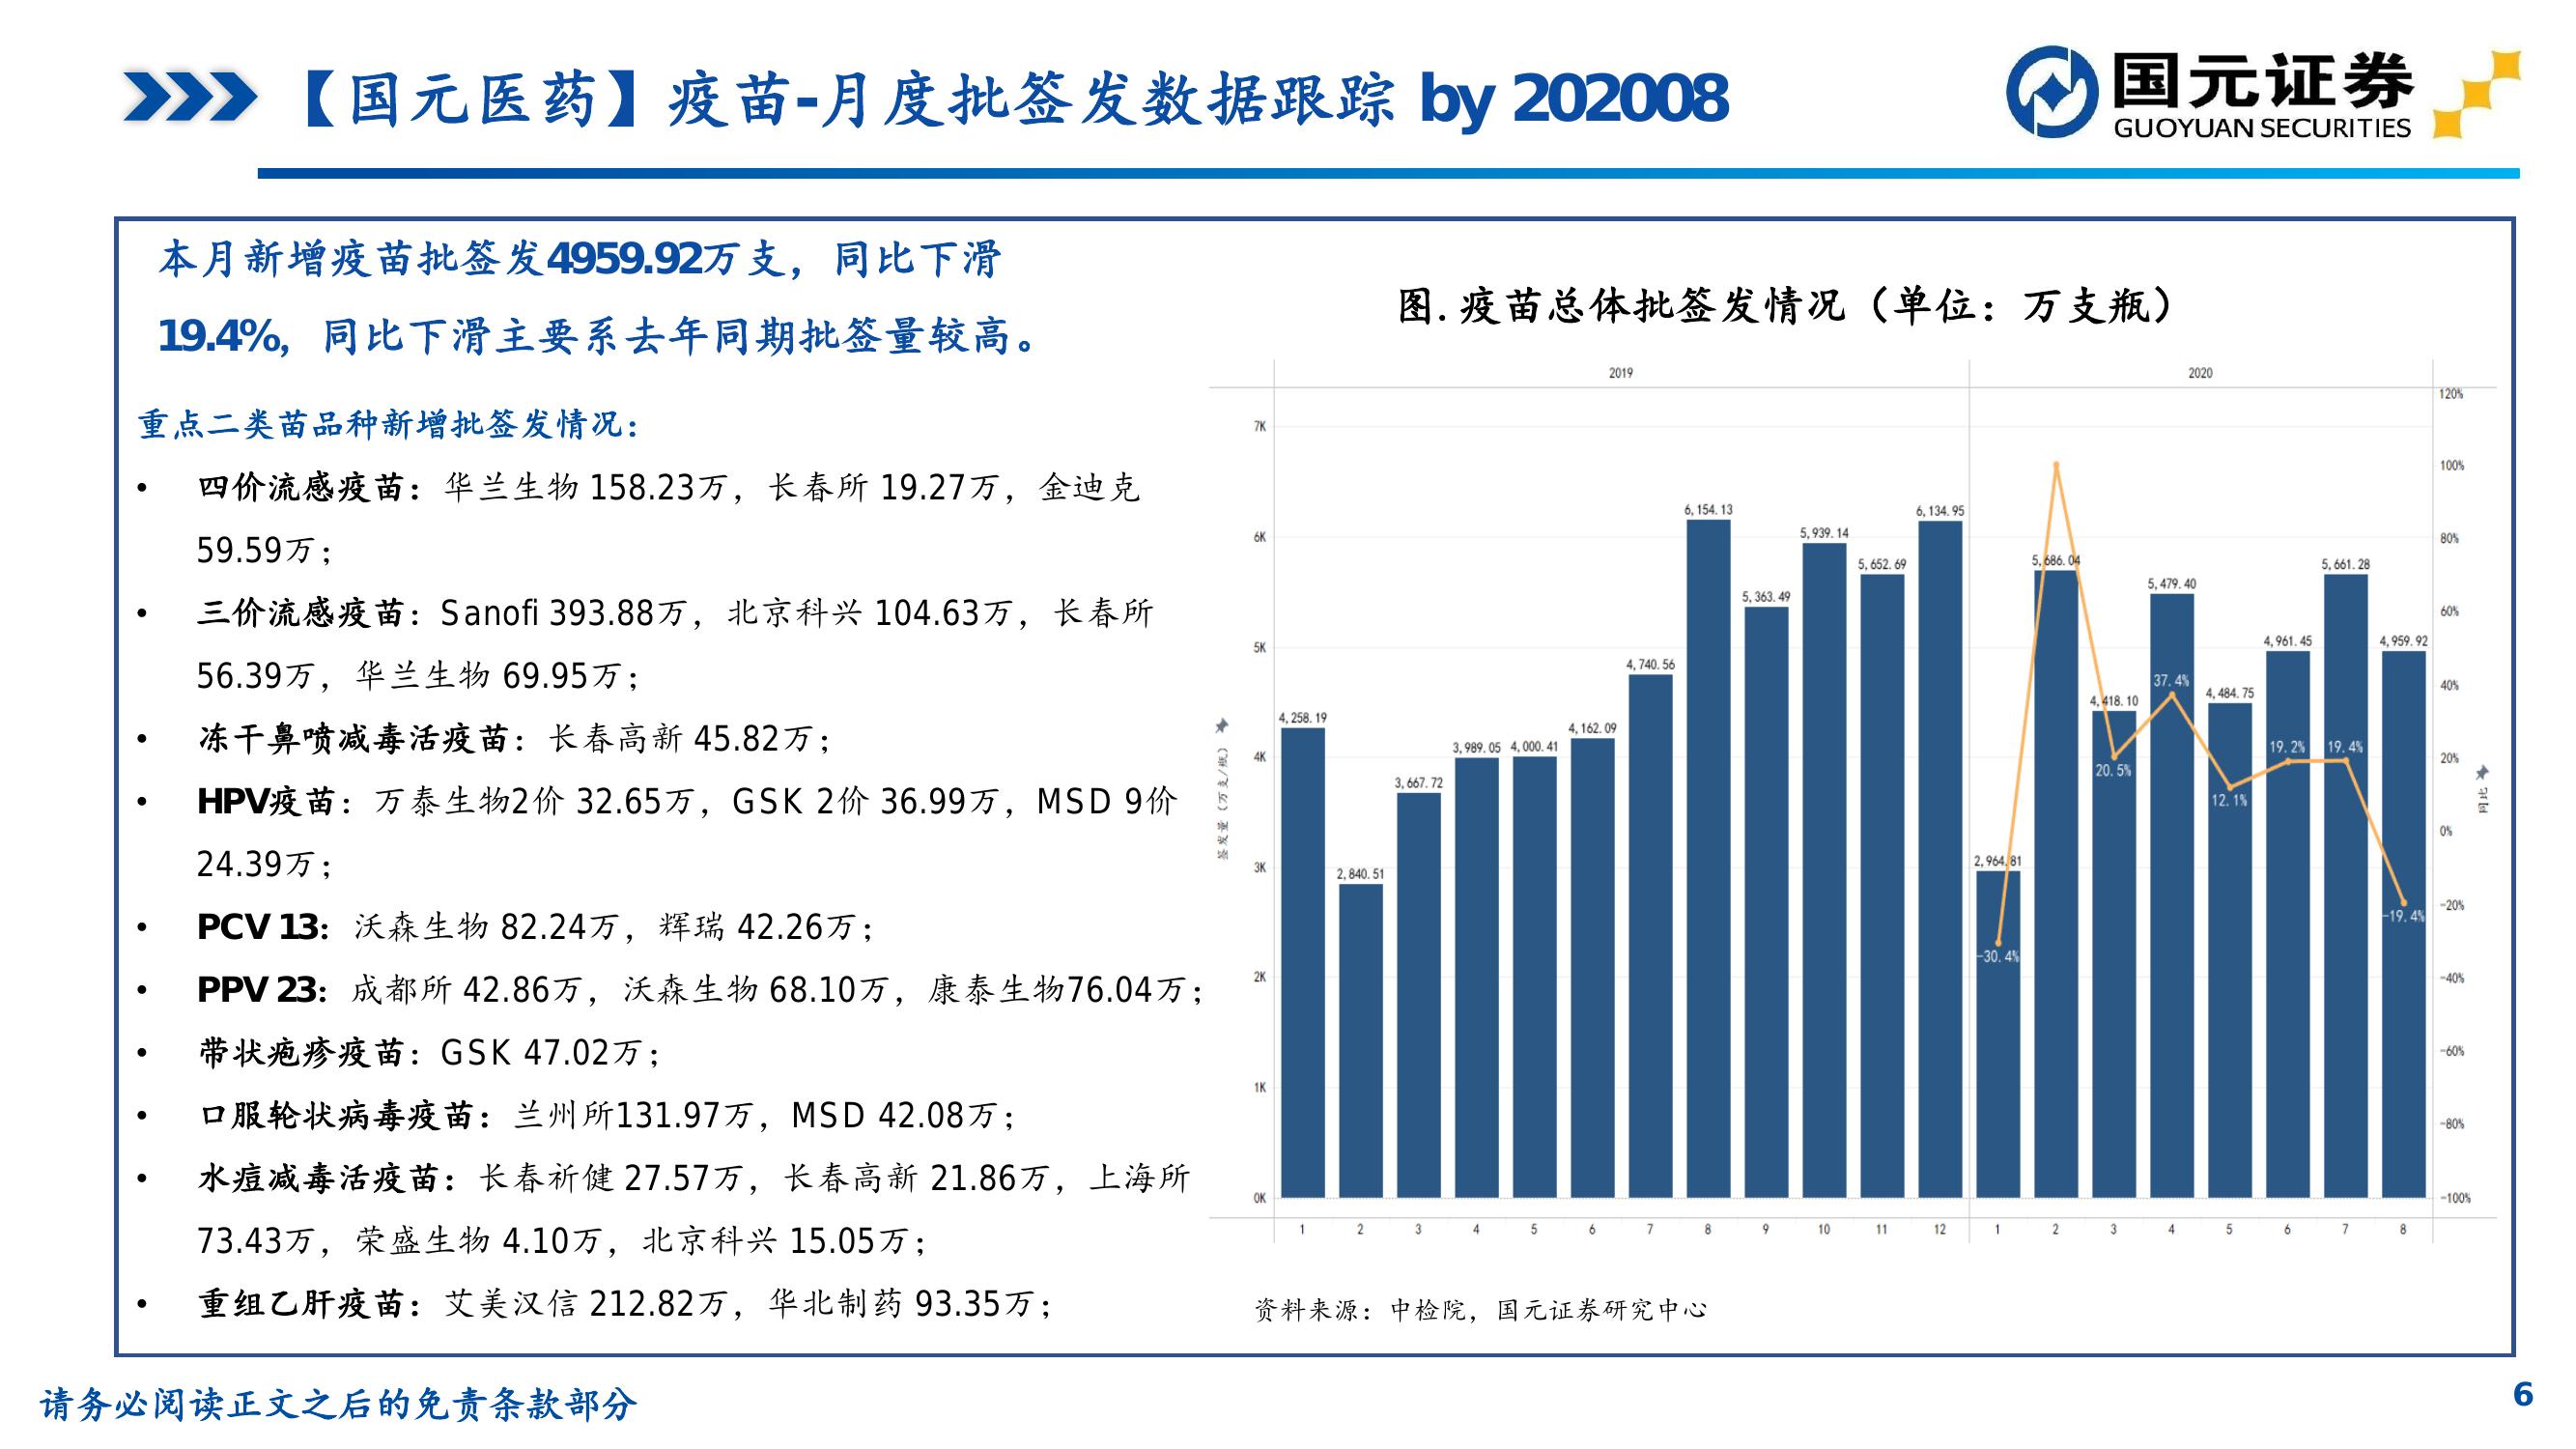 【国元医药】疫苗-月度批签发数据跟踪 by 202008
国元证券
GUOYUAN SECURITIES
本月新增疫苗批签发4959.92万支，同比下滑
19.4%，同比下滑主要系去年同期批签量较高。
重点二类苗品种新增批签发情况：
• 四价流感疫苗：华兰生物 158.23万，长春所 19.27万，金迪克
59.59万；
• 三价流感疫苗：Sanofi 393.88万，北京科兴 104.63万，长春所
56.39万，华兰生物 69.95万；
• 冻干鼻喷减毒活疫苗：长春高新 45.82万；
• HPV疫苗：万泰生物2价 32.65万，GSK 2价 36.99万，MSD 9价
24.39万；
• PCV 13：沃森生物 82.24万，辉瑞 42.26万；
• PPV 23：成都所 42.86万，沃森生物 68.10万，康泰生物76.04万；
• 带状疱疹疫苗：GSK 47.02万；
• 口服轮状病毒疫苗：兰州所131.97万，MSD 42.08万；
• 水痘减毒活疫苗：长春祈健 27.57万，长春高新 21.86万，上海所
73.43万，荣盛生物 4.10万，北京科兴 15.05万；
• 重组乙肝疫苗：艾美汉信 212.82万，华北制药 93.35万；
图. 疫苗总体批签发情况（单位：万支瓶）
2019 2020
签发量（万支/瓶）
7K
6K
5K
4K
3K
2K
1K
0K
4,258.19
2,840.51
3,667.72
3,989.05
4,000.41
4,162.09
4,740.56
6,154.13
5,363.49
5,939.14
5,652.69
6,134.95
2,964.81
5,686.04
4,418.10
5,479.40
4,484.75
4,961.45
5,661.28
4,959.92
-30.4%
20.5%
37.4%
12.1%
19.2%
19.4%
-19.4%
120%
100%
80%
60%
40%
20%
0%
-20%
-40%
-60%
-80%
-100%
同比
1 2 3 4 5 6 7 8 9 10 11 12 1 2 3 4 5 6 7 8
资料来源：中检院，国元证券研究中心
请务必阅读正文之后的免责条款部分
6